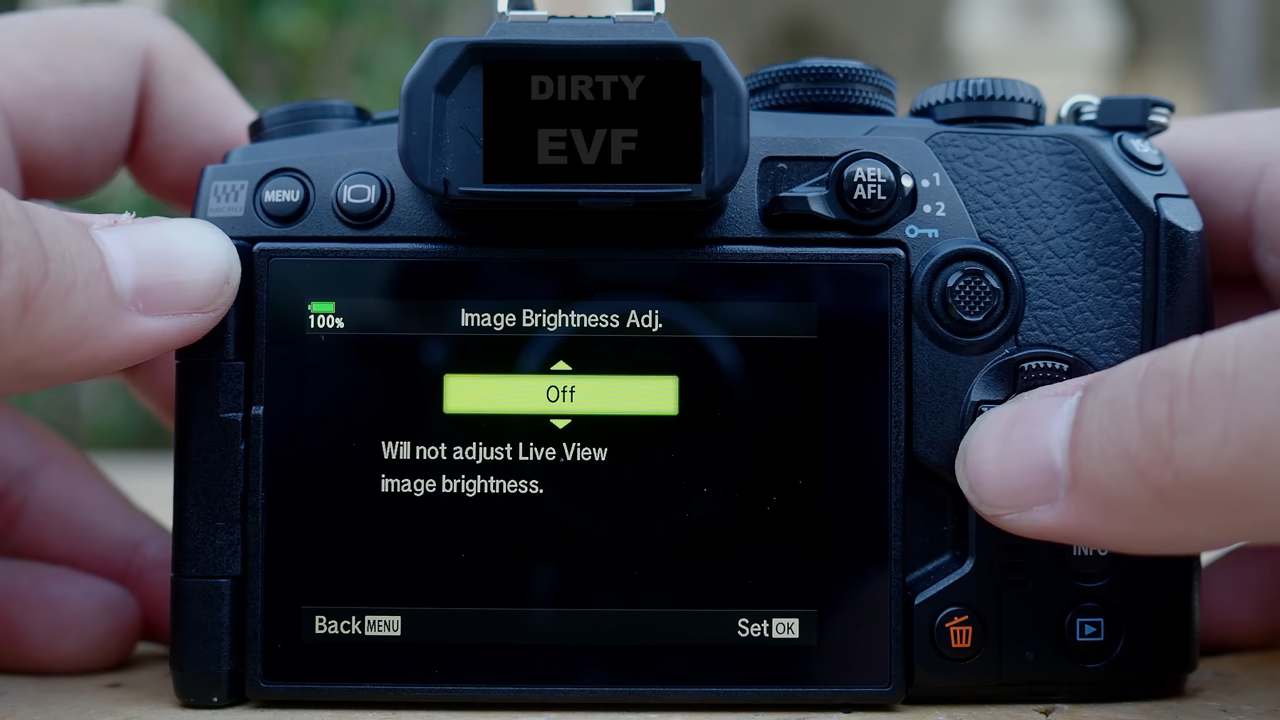 DIRTY
EVF
MENU
AEL
AFL
1
2
MICRO
100%
Image Brightness Adj.
Off
Will not adjust Live View
image brightness.
INFO
Back MENU
Set OK